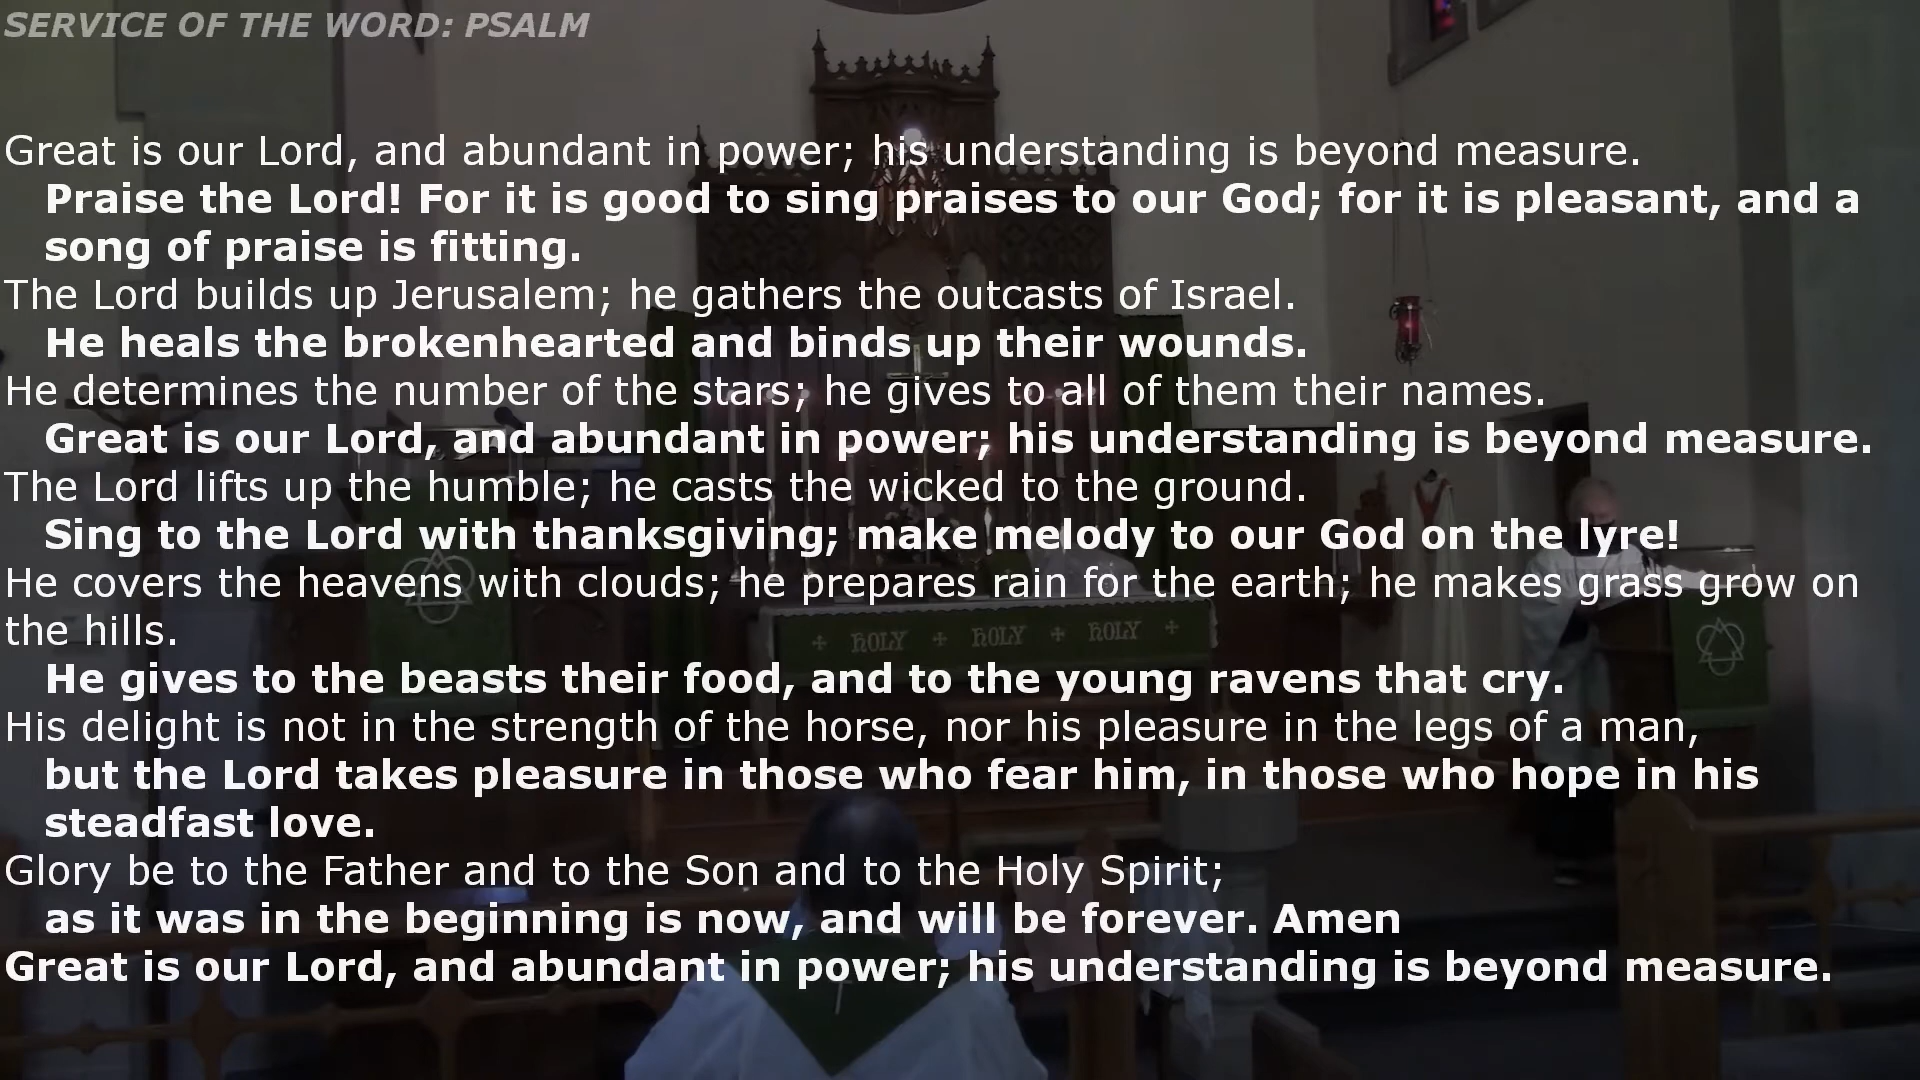 SERVICE OF THE WORD: PSALM
Great is our Lord, and abundant in power; his understanding is beyond measure.
Praise the Lord! For it is good to sing praises to our God; for it is pleasant, and a
song of praise is fitting.
The Lord builds up Jerusalem; he gathers the outcasts of Israel.
He heals the brokenhearted and binds up their wounds.
He determines the number of the stars; he gives to all of them their names.
Great is our Lord, and abundant in power; his understanding is beyond measure.
The Lord lifts up the humble; he casts the wicked to the ground.
Sing to the Lord with thanksgiving; make melody to our God on the lyre!
He covers the heavens with clouds; he prepares rain for the earth; he makes grass grow on
the hills.
HOLY HOLY HOLY
He gives to the beasts their food, and to the young ravens that cry.
His delight is not in the strength of the horse, nor his pleasure in the legs of a man,
but the Lord takes pleasure in those who fear him, in those who hope in his
steadfast love.
Glory be to the Father and to the Son and to the Holy Spirit;
as it was in the beginning is now, and will be forever. Amen
Great is our Lord, and abundant in power; his understanding is beyond measure.